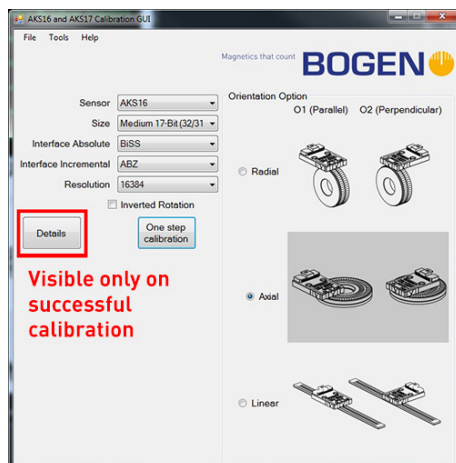 AKS16 and AKS17 Calibration GUI
File Tools Help
Magnetics that count
BOGEN
Sensor AKS16
Size Medium 17-Bit (32/31
Interface Absolute BiSS
Interface Incremental ABZ
Resolution 16384
Inverted Rotation
Details
One step
calibration
Visible only on
successful
calibration
Orientation Option
O1 (Parallel) O2 (Perpendicular)
Radial
Axial
Linear